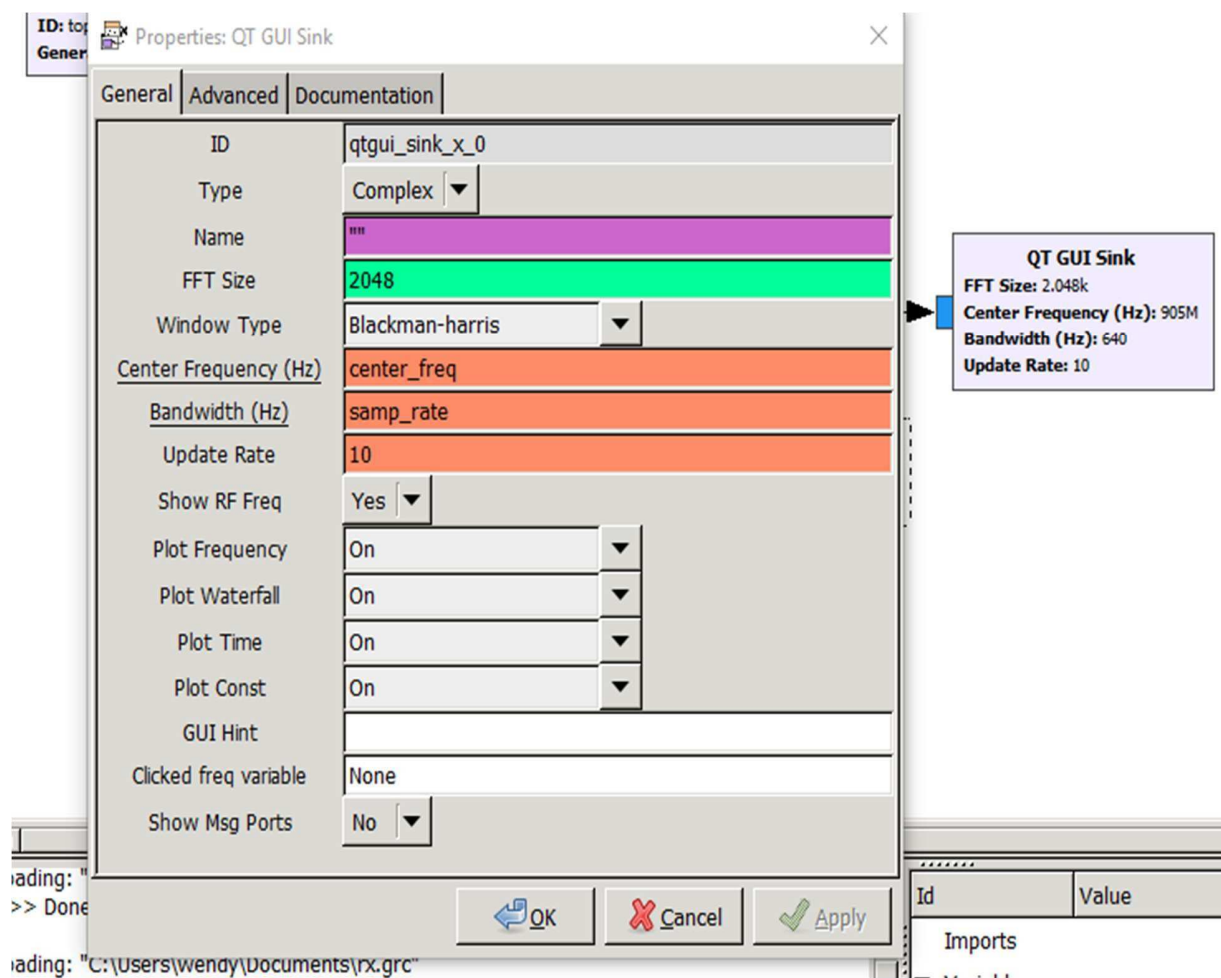 ID: top
Gener
Properties: QT GUI Sink
General Advanced Documentation
ID qtgui_sink_x_0
Type Complex
Name ""
FFT Size 2048
Window Type Blackman-harris
Center Frequency (Hz) center_freq
Bandwidth (Hz) samp_rate
Update Rate 10
Show RF Freq Yes
Plot Frequency On
Plot Waterfall On
Plot Time On
Plot Const On
GUI Hint
Clicked freq variable None
Show Msg Ports No
OK Cancel Apply
QT GUI Sink
FFT Size: 2.048k
Center Frequency (Hz): 905M
Bandwidth (Hz): 640
Update Rate: 10
ading: "
>> Done
ading: "C:\Users\wendy\Documents\rx.grc"
Id Value
Imports